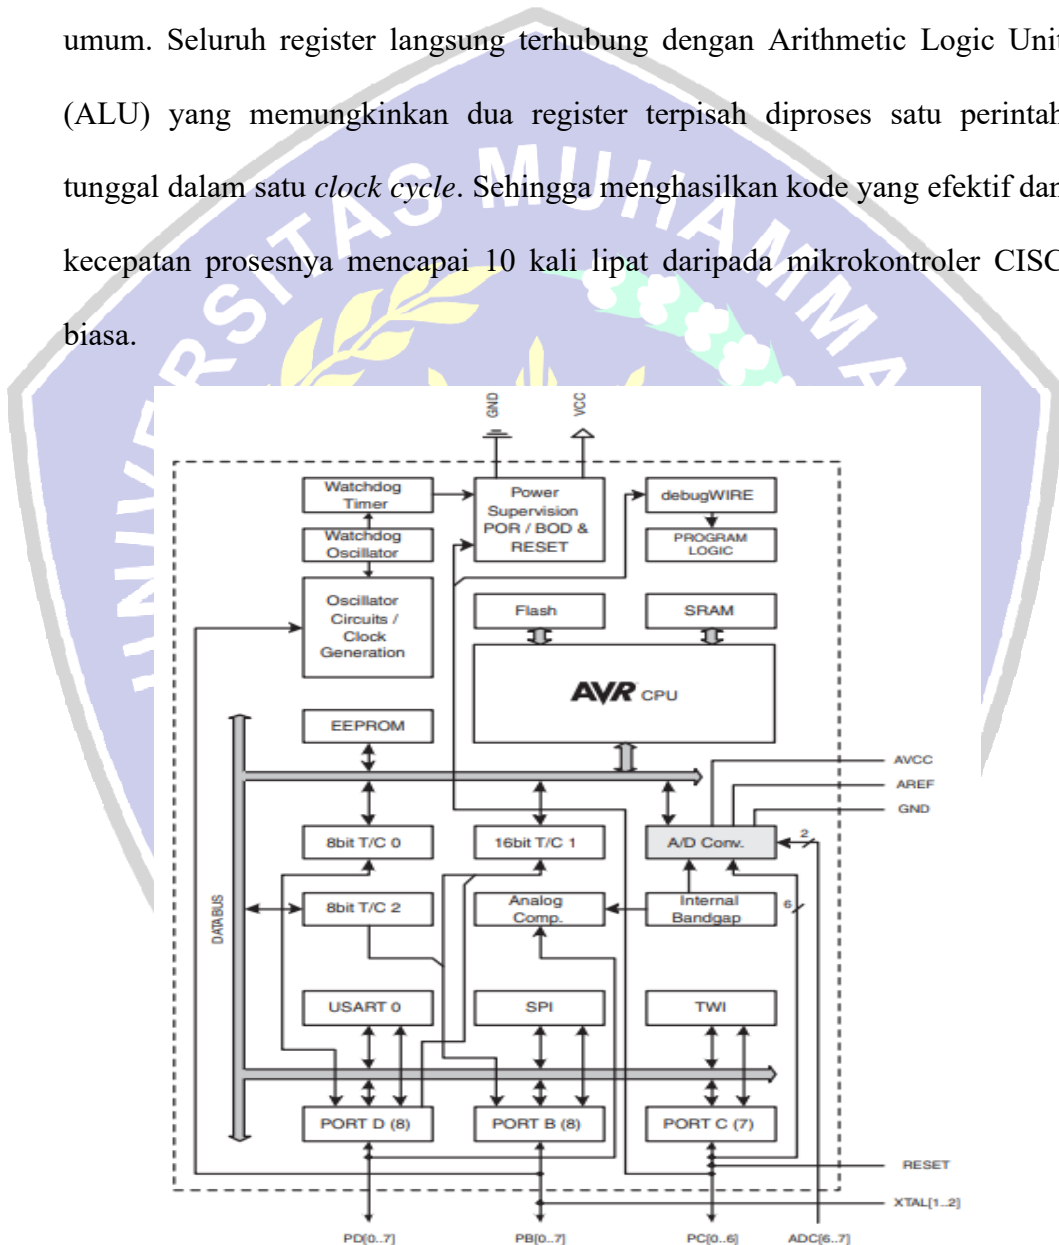 umum. Seluruh register langsung terhubung dengan Arithmetic Logic Unit
(ALU) yang memungkinkan dua register terpisah diproses satu perintah
tunggal dalam satu clock cycle. Sehingga menghasilkan kode yang efektif dan
kecepatan prosesnya mencapai 10 kali lipat daripada mikrokontroler CISC
biasa.
UNIVERSITAS MUHAMMA
GND
VCC
Watchdog
Timer
Power
Supervision
POR / BOD &
RESET
debugWIRE
Watchdog
Oscillator
PROGRAM
LOGIC
Oscillator
Circuits /
Clock
Generation
Flash
SRAM
AVR CPU
EEPROM
AVCC
AREF
GND
8bit T/C 0
16bit T/C 1
A/D Conv.
2
8bit T/C 2
Analog
Comp.
Internal
Bandgap
6
DATABUS
USART 0
SPI
TWI
PORT D (8)
PORT B (8)
PORT C (7)
RESET
XTAL[1..2]
PD[0..7]
PB[0..7]
PC[0..6]
ADC[6..7]